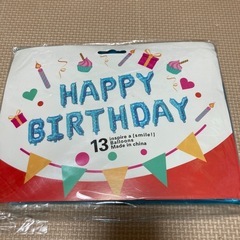 HAPPY
BIRTHDAY
13
inspire a [smile!]
Balloons
Made in china